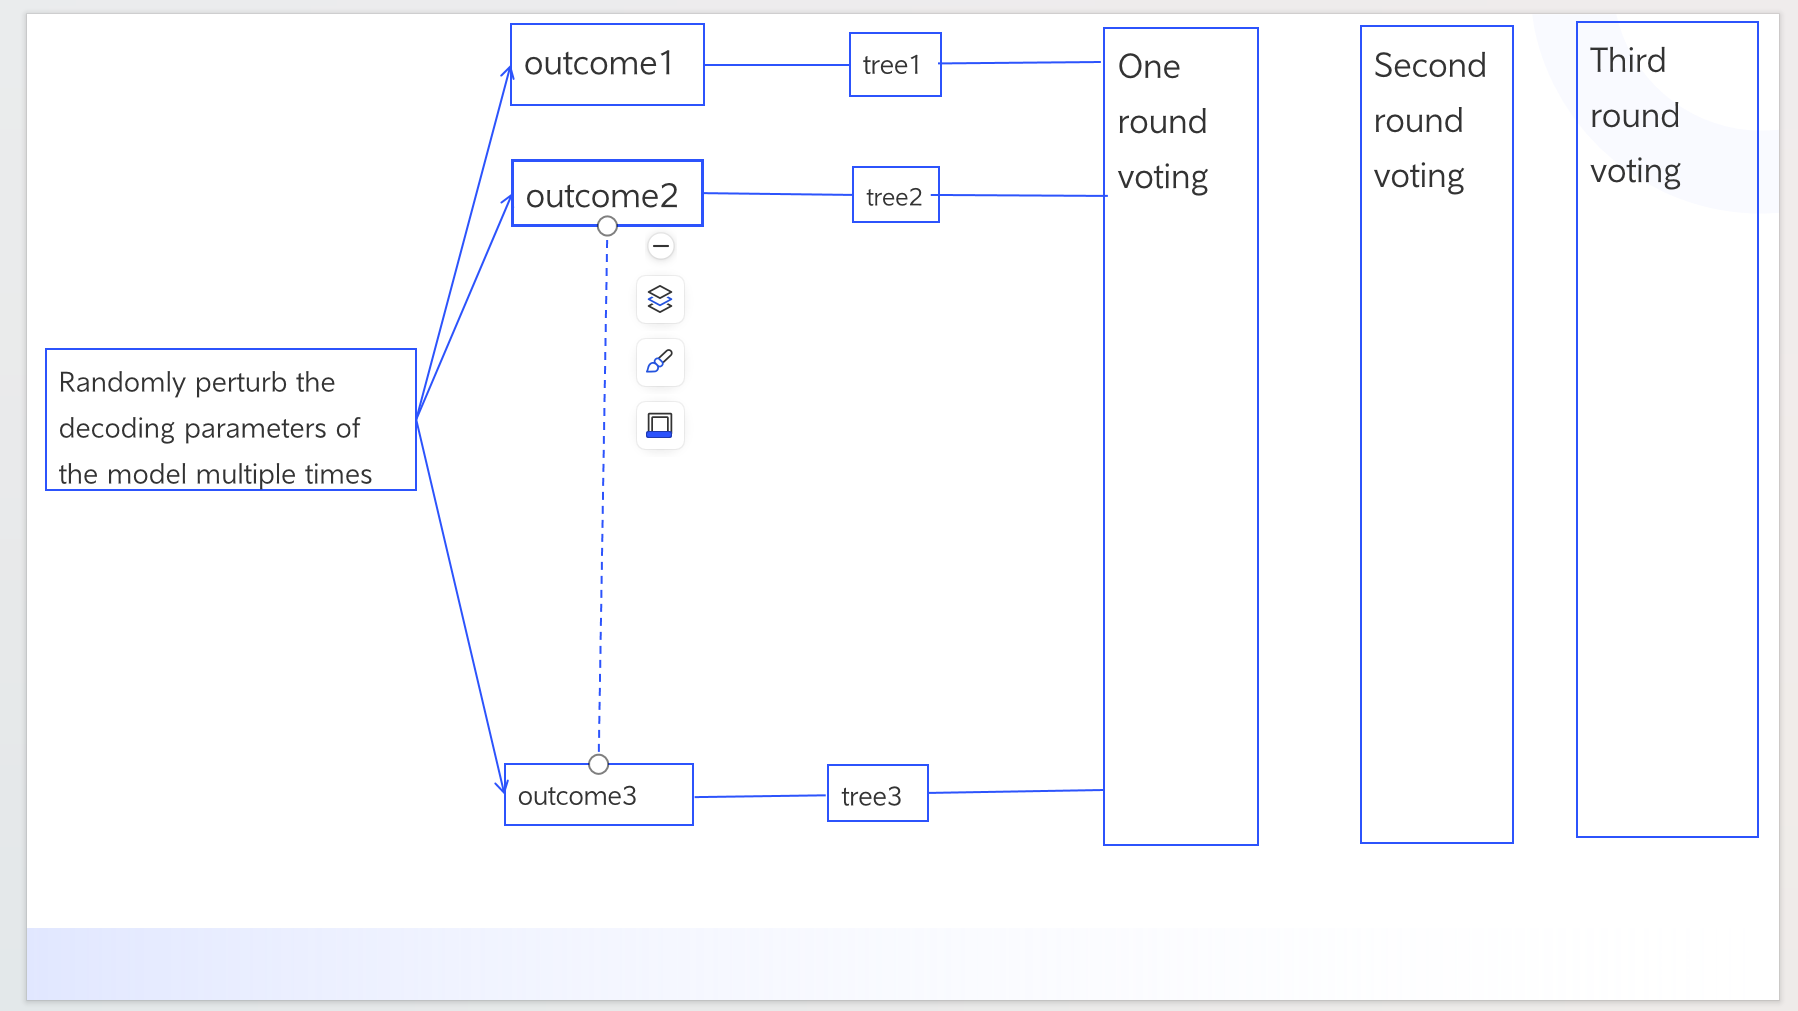 outcome1
tree1
One
round
voting
Second
round
voting
Third
round
voting
outcome2
tree2
Randomly perturb the
decoding parameters of
the model multiple times
outcome3
tree3